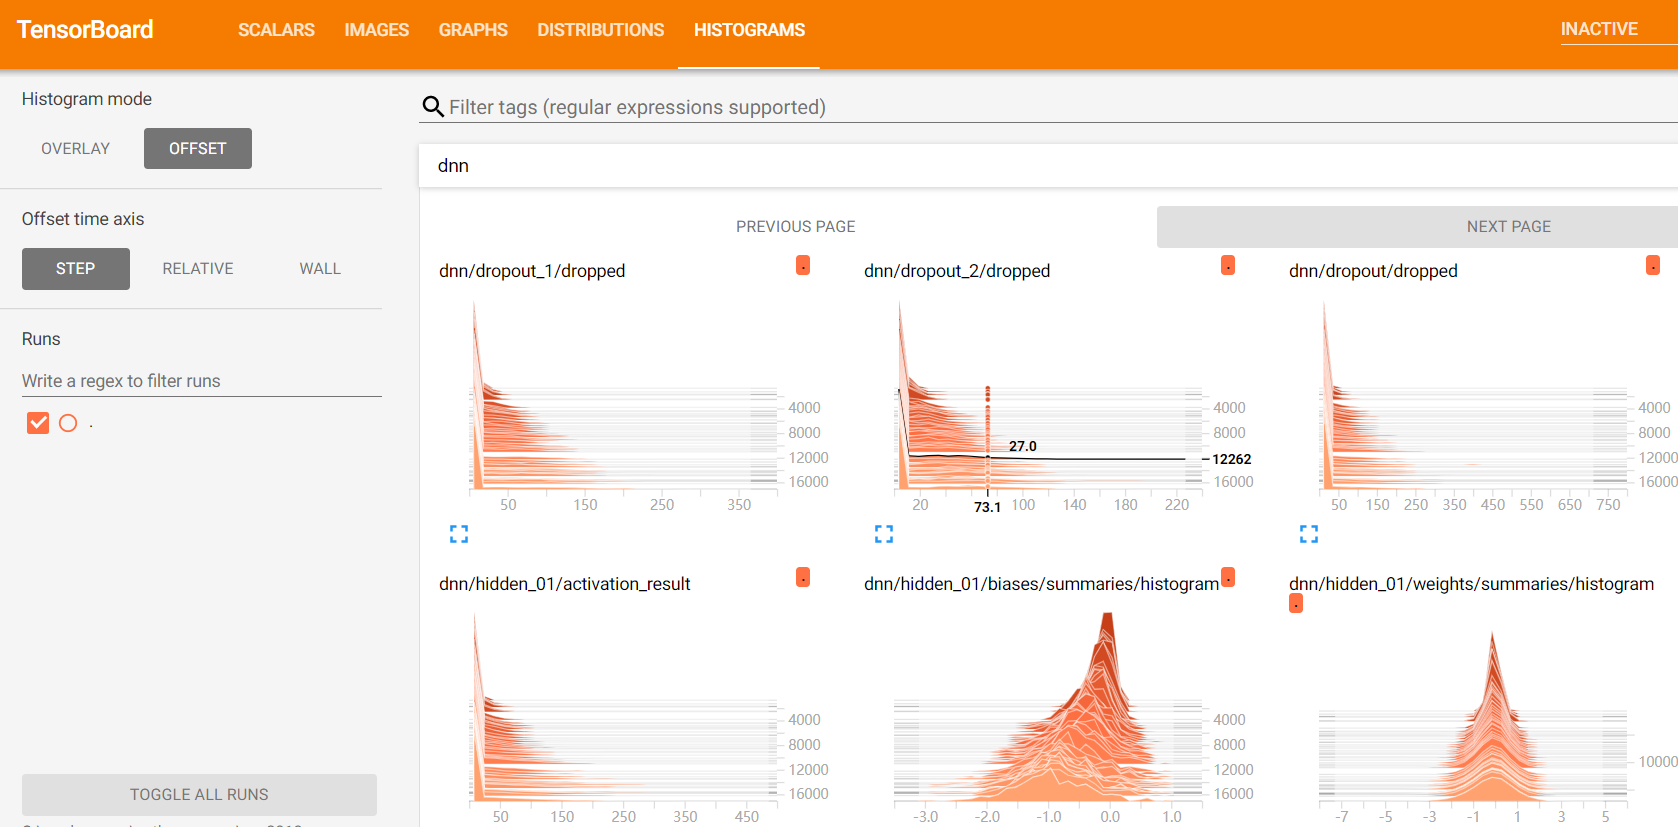 TensorBoard
SCALARS IMAGES GRAPHS DISTRIBUTIONS HISTOGRAMS
INACTIVE
Histogram mode
OVERLAY OFFSET
Offset time axis
STEP RELATIVE WALL
Runs
Write a regex to filter runs
.
TOGGLE ALL RUNS
Filter tags (regular expressions supported)
dnn
PREVIOUS PAGE NEXT PAGE
dnn/dropout_1/dropped .
4000
8000
12000
16000
50 150 250 350
dnn/dropout_2/dropped .
4000
8000
27.0
12262
16000
20 73.1 100 140 180 220
dnn/dropout/dropped .
4000
8000
12000
16000
50 150 250 350 450 550 650 750
dnn/hidden_01/activation_result .
4000
8000
12000
16000
50 150 250 350 450
dnn/hidden_01/biases/summaries/histogram .
4000
8000
12000
16000
-3.0 -2.0 -1.0 0.0 1.0
dnn/hidden_01/weights/summaries/histogram
.
10000
-7 -5 -3 -1 1 3 5